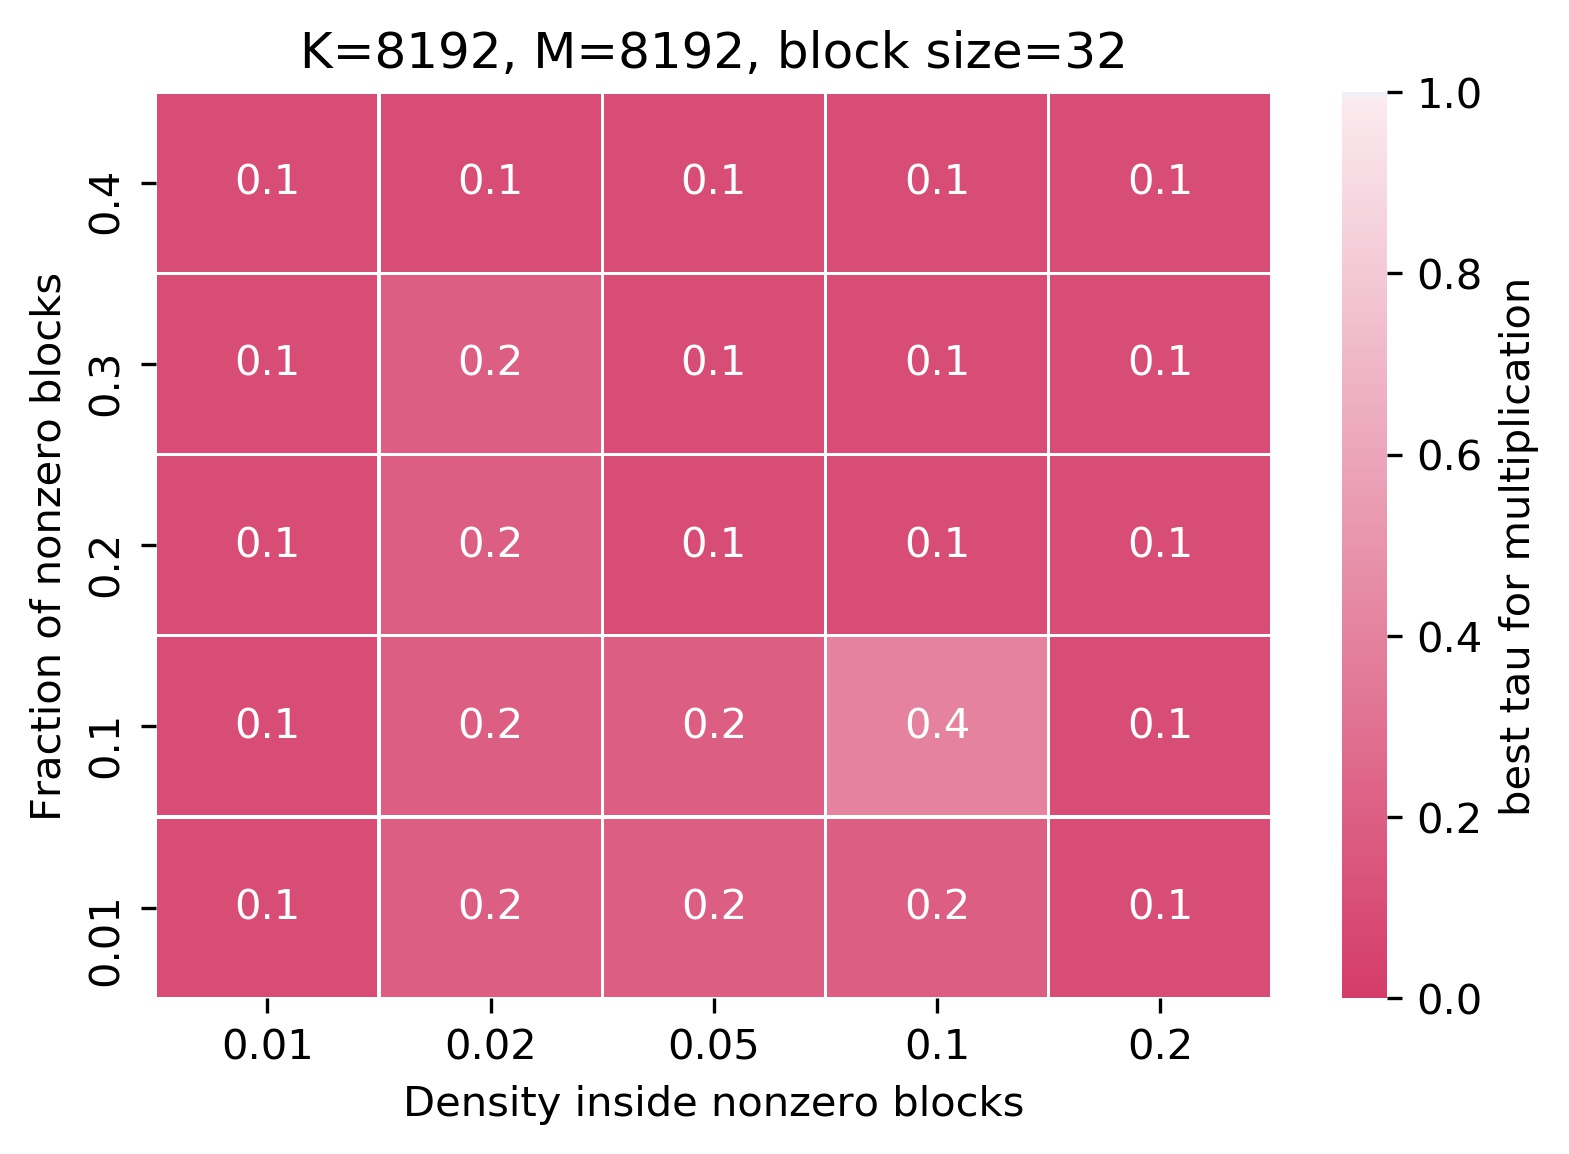 K=8192, M=8192, block size=32
Fraction of nonzero blocks
0.4
0.1 0.1 0.1 0.1 0.1
0.3
0.1 0.2 0.1 0.1 0.1
0.2
0.1 0.2 0.1 0.1 0.1
0.1
0.1 0.2 0.2 0.4 0.1
0.01
0.1 0.2 0.2 0.2 0.1
0.01 0.02 0.05 0.1 0.2
Density inside nonzero blocks
1.0
0.8
0.6
0.4
0.2
0.0
best tau for multiplication